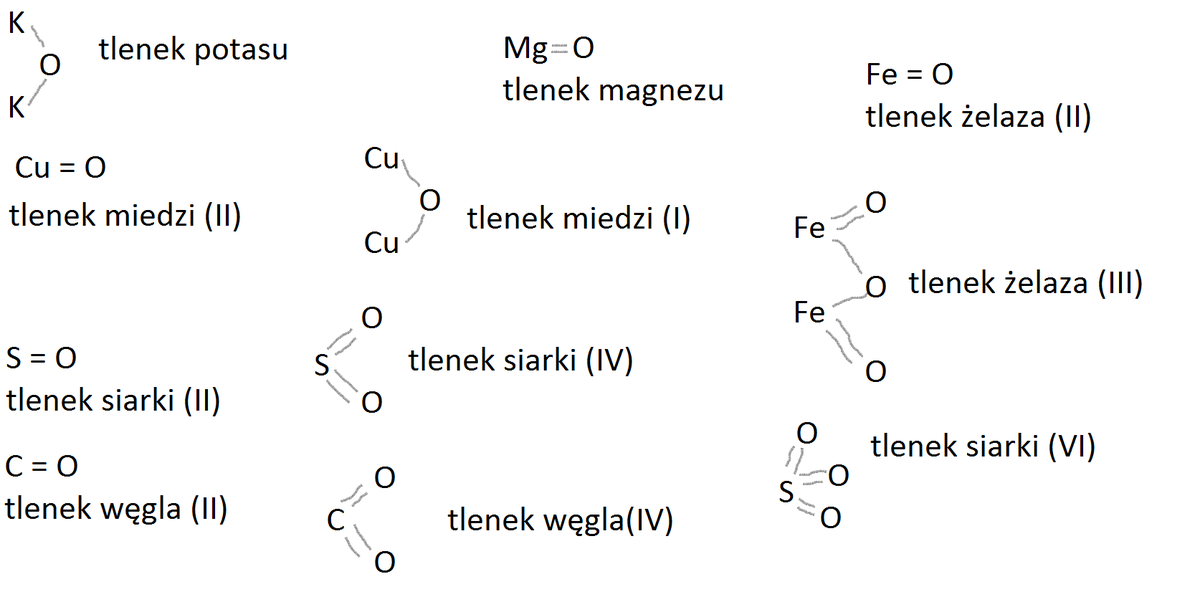 K
O
K
tlenek potasu
Mg=O
tlenek magnezu
Fe = O
tlenek żelaza (II)
Cu = O
tlenek miedzi (II)
Cu
O
Cu
tlenek miedzi (I)
O
Fe
O
Fe
O
tlenek żelaza (III)
S = O
tlenek siarki (II)
O
S
O
tlenek siarki (IV)
O
O
S
O
tlenek siarki (VI)
C = O
tlenek węgla (II)
O
C
O
tlenek węgla(IV)